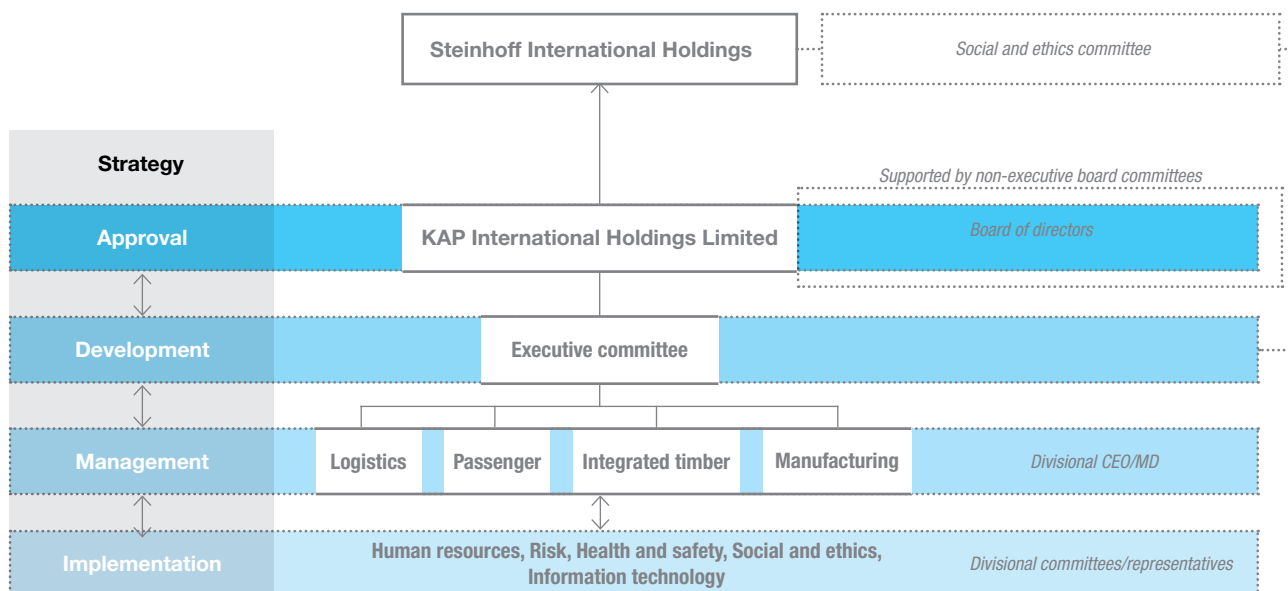 Steinhoff International Holdings
Social and ethics committee
Strategy
Supported by non-executive board committees
Approval
KAP International Holdings Limited
Board of directors
Development
Executive committee
Management
Logistics
Passenger
Integrated timber
Manufacturing
Divisional CEO/MD
Implementation
Human resources, Risk, Health and safety, Social and ethics,
Information technology
Divisional committees/representatives